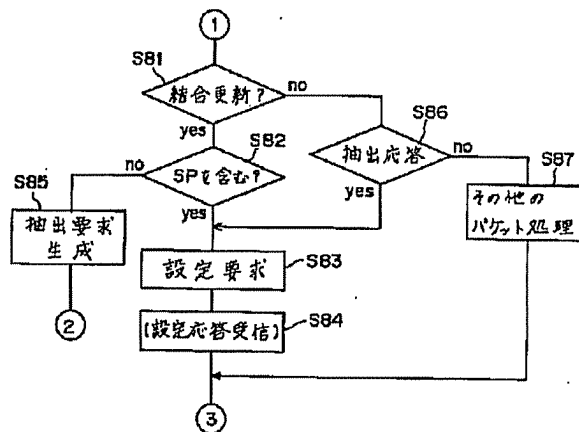 ①
S81
結合更新?
no
yes
S82
S86
no
SPを含む?
抽出応答
no
S85
yes
yes
S87
抽出要求
生成
その他の
パケット処理
設定要求
S83
②
(設定応答受信)
S84
③